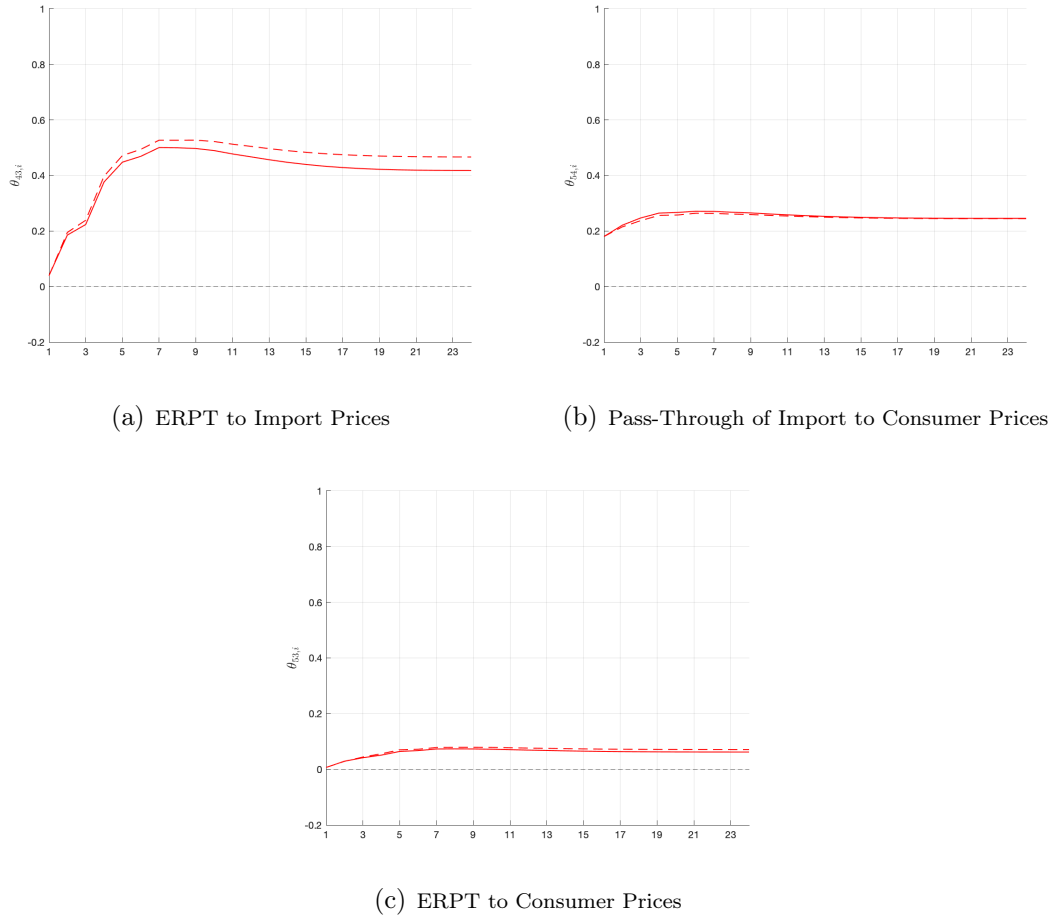 1
0.8
0.6
0.4
0.2
0
-0.2
θ43,i
1 3 5 7 9 11 13 15 17 19 21 23
(a) ERPT to Import Prices
1
0.8
0.6
0.4
0.2
0
-0.2
θ54,i
1 3 5 7 9 11 13 15 17 19 21 23
(b) Pass-Through of Import to Consumer Prices
1
0.8
0.6
0.4
0.2
0
-0.2
θ53,i
1 3 5 7 9 11 13 15 17 19 21 23
(c) ERPT to Consumer Prices